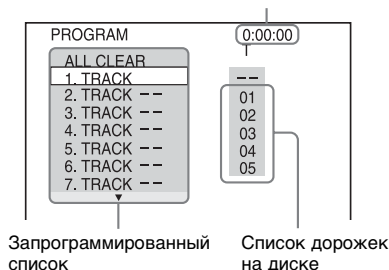 PROGRAM 0:00:00
T
ALL CLEAR
1. TRACK – –
2. TRACK – – 01
3. TRACK – – 02
4. TRACK – – 03
5. TRACK – – 04
6. TRACK – – 05
7. TRACK – –
Запрограммированный список
Список дорожек на диске